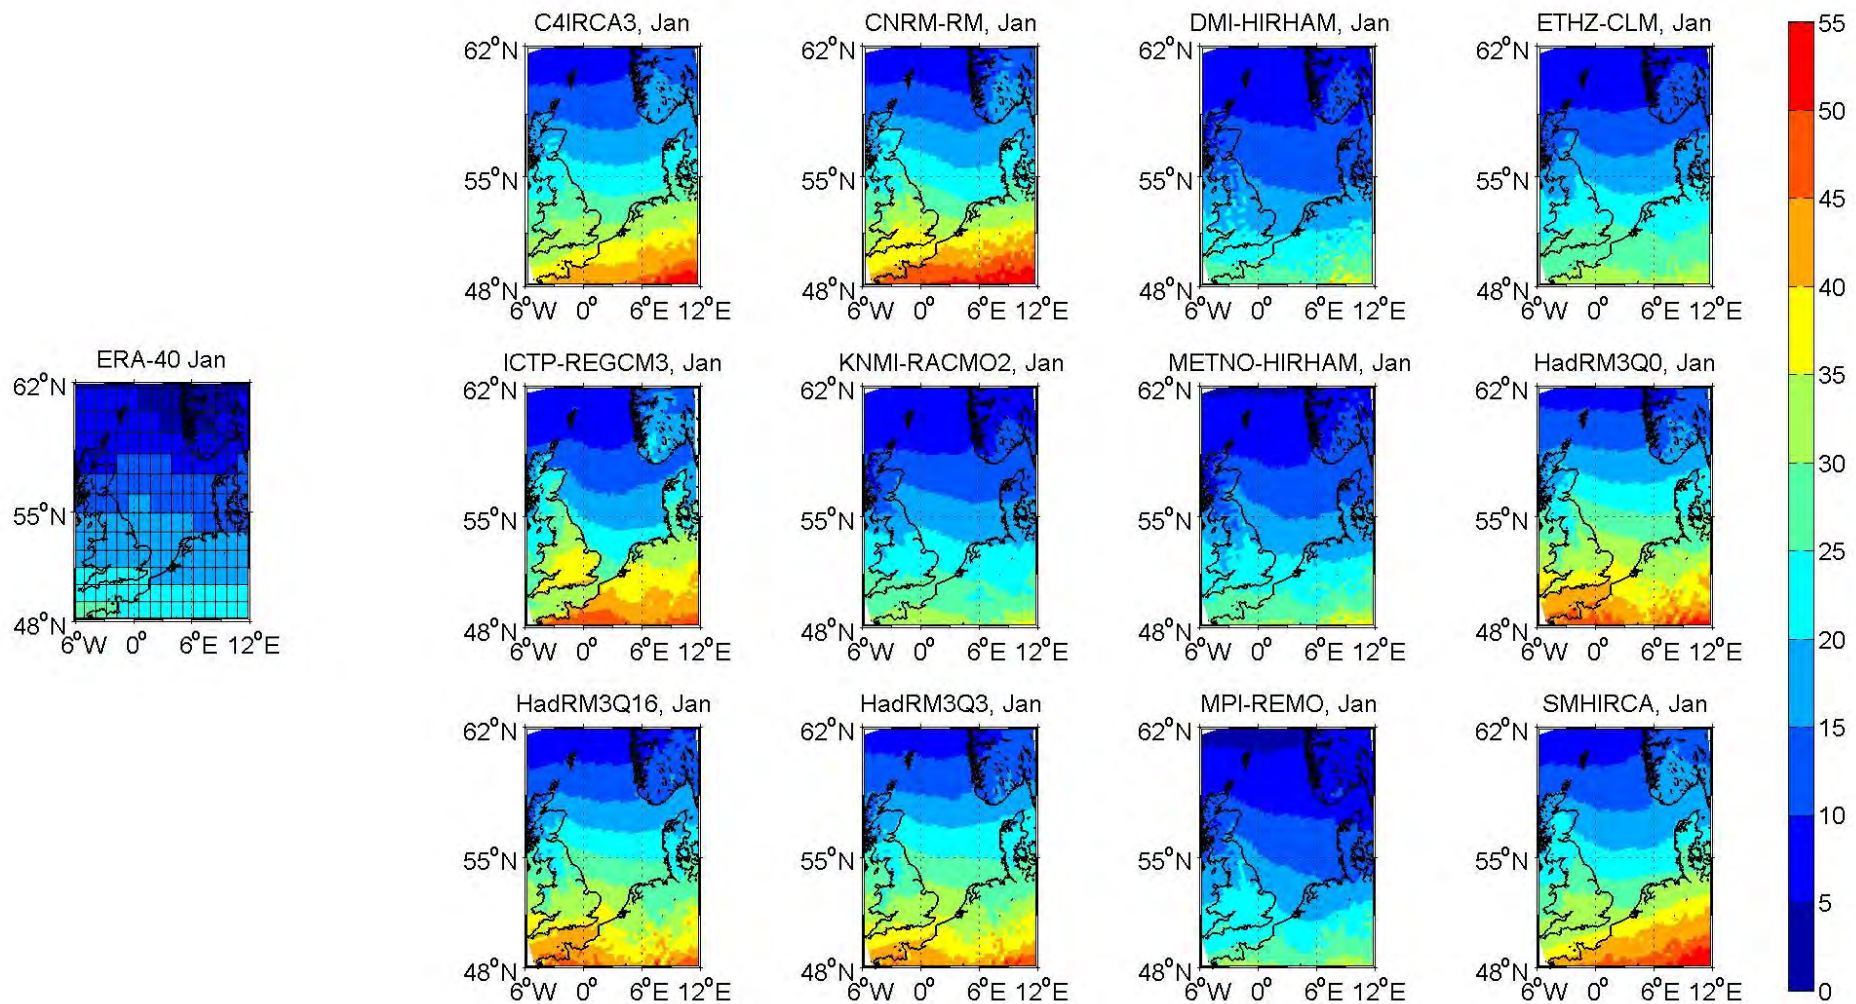 C4IRCA3, Jan
CNRM-RM, Jan
DMI-HIRHAM, Jan
ETHZ-CLM, Jan
62°N
55°N
48°N
6°W 0° 6°E 12°E
62°N
55°N
48°N
6°W 0° 6°E 12°E
62°N
55°N
48°N
6°W 0° 6°E 12°E
62°N
55°N
48°N
6°W 0° 6°E 12°E
ERA-40 Jan
62°N
55°N
48°N
6°W 0° 6°E 12°E
ICTP-REGCM3, Jan
KNMI-RACMO2, Jan
METNO-HIRHAM, Jan
HadRM3Q0, Jan
62°N
55°N
48°N
6°W 0° 6°E 12°E
62°N
55°N
48°N
6°W 0° 6°E 12°E
62°N
55°N
48°N
6°W 0° 6°E 12°E
62°N
55°N
48°N
6°W 0° 6°E 12°E
HadRM3Q16, Jan
HadRM3Q3, Jan
MPI-REMO, Jan
SMHIRCA, Jan
62°N
55°N
48°N
6°W 0° 6°E 12°E
62°N
55°N
48°N
6°W 0° 6°E 12°E
62°N
55°N
48°N
6°W 0° 6°E 12°E
62°N
55°N
48°N
6°W 0° 6°E 12°E
55
50
45
40
35
30
25
20
15
10
5
0